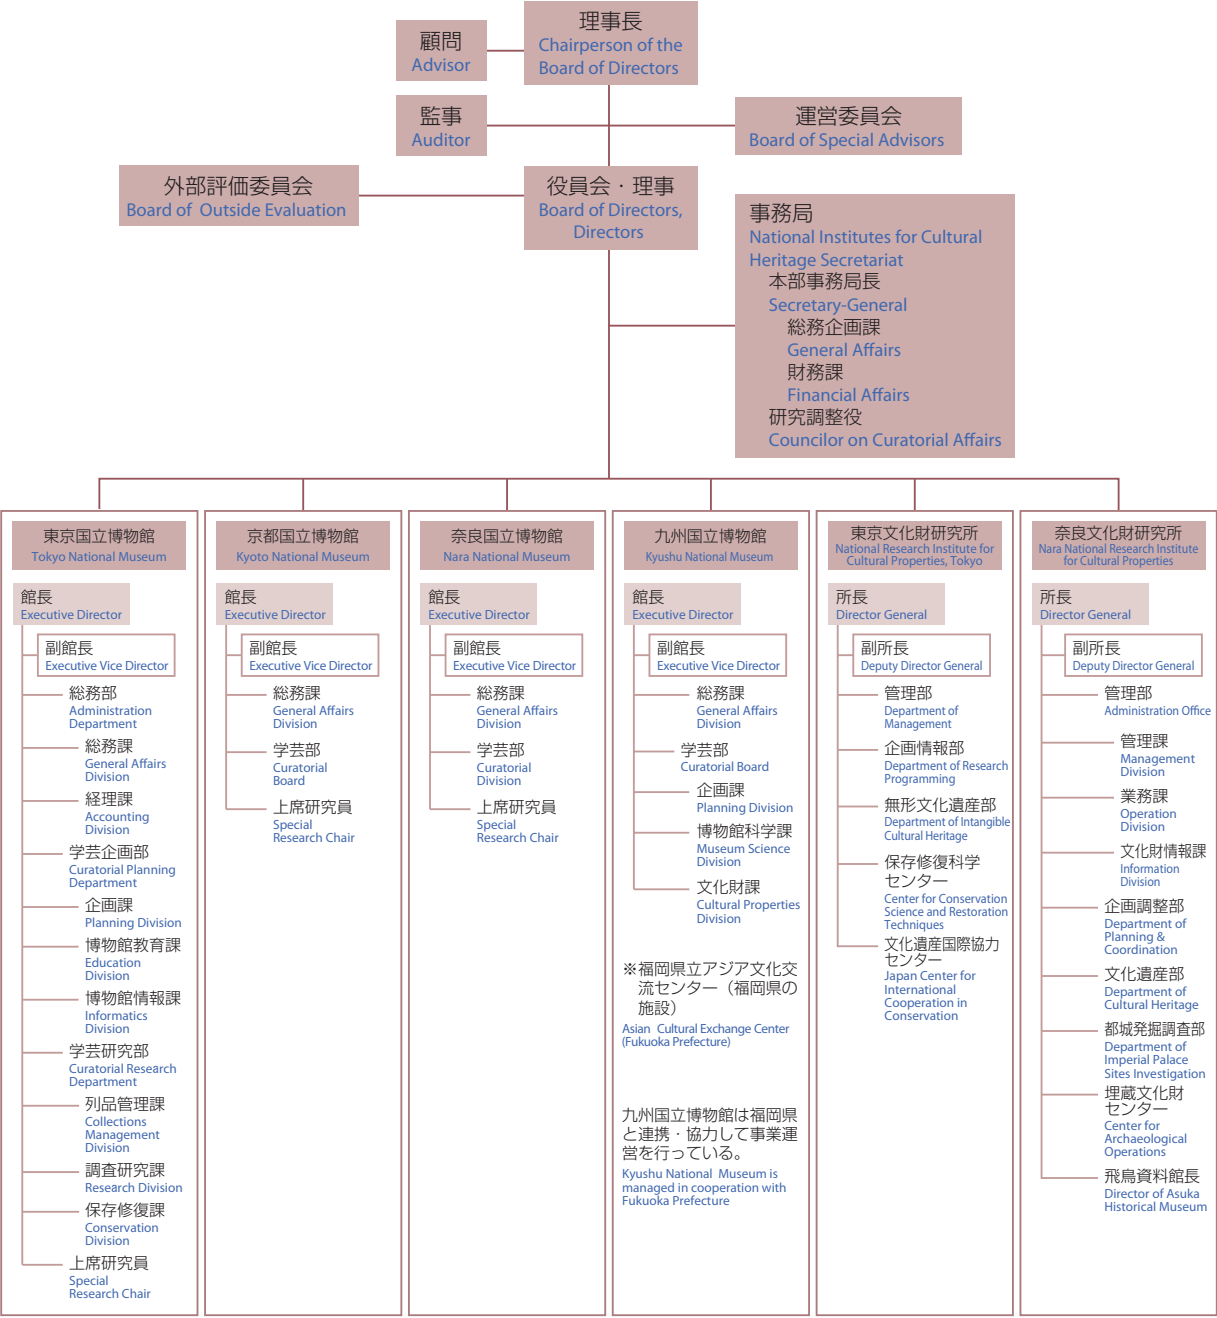 理事長
Chairperson of the
Board of Directors
顧問
Advisor
監事
Auditor
運営委員会
Board of Special Advisors
外部評価委員会
Board of Outside Evaluation
役員会・理事
Board of Directors,
Directors
事務局
National Institutes for Cultural
Heritage Secretariat
本部事務局長
Secretary-General
総務企画課
General Affairs
財務課
Financial Affairs
研究調整役
Councilor on Curatorial Affairs
東京国立博物館
Tokyo National Museum
館長
Executive Director
副館長
Executive Vice Director
総務部
Administration
Department
総務課
General Affairs
Division
経理課
Accounting
Division
学芸企画部
Curatorial Planning
Department
企画課
Planning Division
博物館教育課
Education
Division
博物館情報課
Informatics
Division
学芸研究部
Curatorial Research
Department
列品管理課
Collections
Management
Division
調査研究課
Research Division
保存修復課
Conservation
Division
上席研究員
Special
Research Chair
京都国立博物館
Kyoto National Museum
館長
Executive Director
副館長
Executive Vice Director
総務課
General Affairs
Division
学芸部
Curatorial
Board
上席研究員
Special
Research Chair
奈良国立博物館
Nara National Museum
館長
Executive Director
副館長
Executive Vice Director
総務課
General Affairs
Division
学芸部
Curatorial
Division
上席研究員
Special
Research Chair
九州国立博物館
Kyushu National Museum
館長
Executive Director
副館長
Executive Vice Director
総務課
General Affairs
Division
学芸部
Curatorial Board
企画課
Planning Division
博物館科学課
Museum Science
Division
文化財課
Cultural Properties
Division
※福岡県立アジア文化交
流センター（福岡県の
施設）
Asian Cultural Exchange Center
(Fukuoka Prefecture)
九州国立博物館は福岡県
と連携・協力して事業運
営を行っている。
Kyushu National Museum is
managed in cooperation with
Fukuoka Prefecture
東京文化財研究所
National Research Institute for
Cultural Properties, Tokyo
所長
Director General
副所長
Deputy Director General
管理部
Department of
Management
企画情報部
Department of Research
Programming
無形文化遺産部
Department of Intangible
Cultural Heritage
保存修復科学
センター
Center for Conservation
Science and Restoration
Techniques
文化遺産国際協力
センター
Japan Center for
International
Cooperation in
Conservation
奈良文化財研究所
Nara National Research Institute
for Cultural Properties
所長
Director General
副所長
Deputy Director General
管理部
Administration Office
管理課
Management
Division
業務課
Operation
Division
文化財情報課
Information
Division
企画調整部
Department of
Planning &
Coordination
文化遺産部
Department of
Cultural Heritage
都城発掘調査部
Department of
Imperial Palace
Sites Investigation
埋蔵文化財
センター
Center for
Archaeological
Operations
飛鳥資料館長
Director of Asuka
Historical Museum